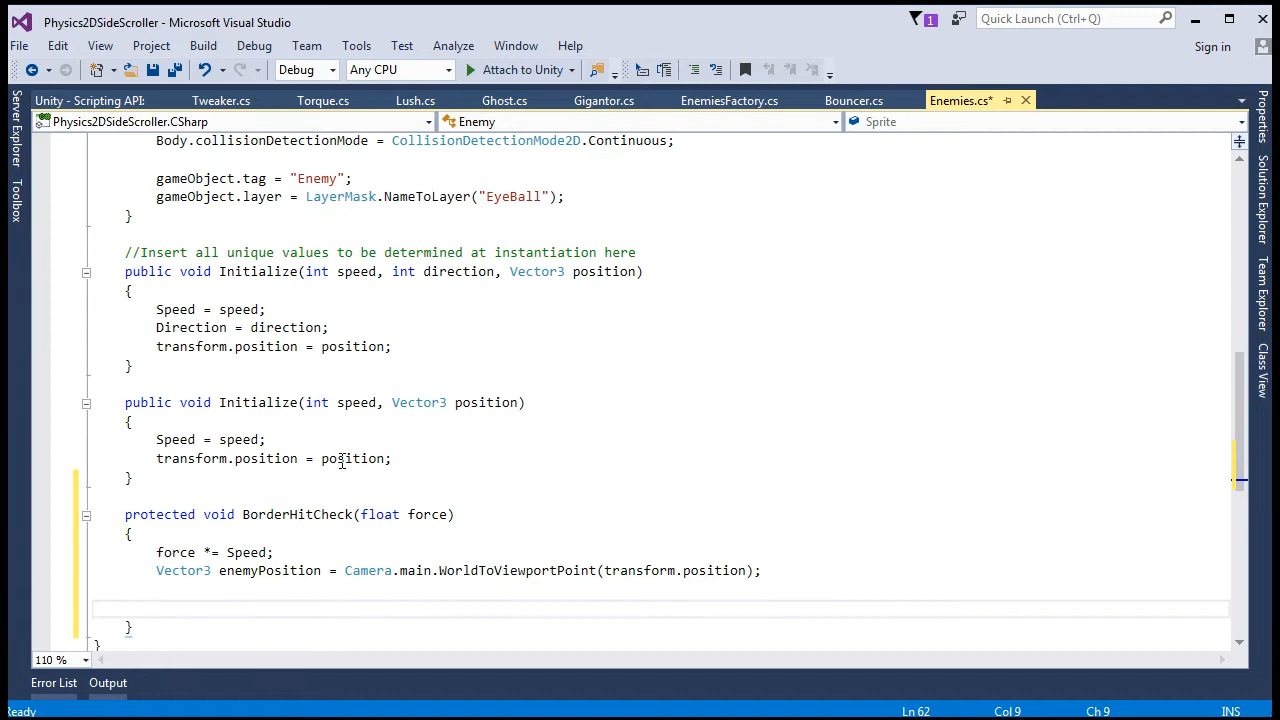 Physics2DSideScroller - Microsoft Visual Studio
1
Quick Launch (Ctrl+Q)
File Edit View Project Build Debug Team Tools Test Analyze Window Help
Sign in
Debug Any CPU Attach to Unity
Unity - Scripting API: Tweaker.cs Torque.cs Lush.cs Ghost.cs Gigantor.cs EnemiesFactory.cs Bouncer.cs Enemies.cs*
Physics2DSideScroller.CSharp Enemy Sprite
Server Explorer
Toolbox
Properties
Solution Explorer
Team Explorer
Class View
Body.collisionDetectionMode = CollisionDetectionMode2D.Continuous;
gameObject.tag = "Enemy";
gameObject.layer = LayerMask.NameToLayer("EyeBall");
}
//Insert all unique values to be determined at instantiation here
public void Initialize(int speed, int direction, Vector3 position)
{
Speed = speed;
Direction = direction;
transform.position = position;
}
public void Initialize(int speed, Vector3 position)
{
Speed = speed;
transform.position = position;
}
protected void BorderHitCheck(float force)
{
force *= Speed;
Vector3 enemyPosition = Camera.main.WorldToViewportPoint(transform.position);
}
}
110 %
Error List Output
Ready Ln 62 Col 9 Ch 9 INS